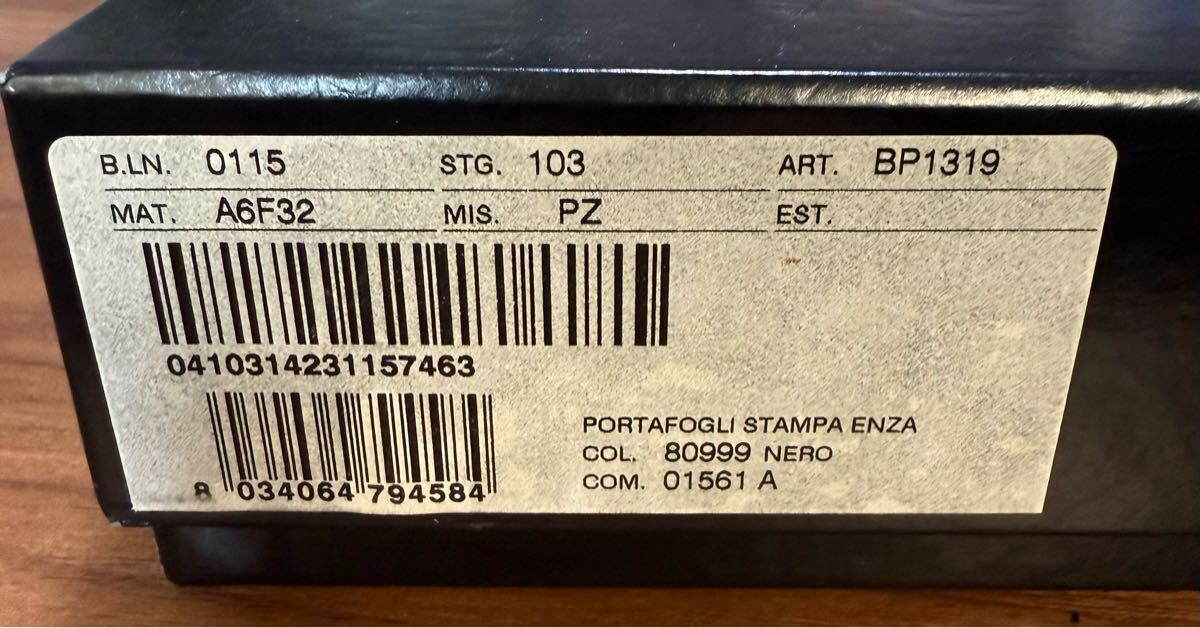 B.LN. 0115 STG. 103 ART. BP1319
MAT. A6F32 MIS. PZ EST.
0410314231157463
8 034064 794584
PORTAFOGLI STAMPA ENZA
COL. 80999 NERO
COM. 01561 A